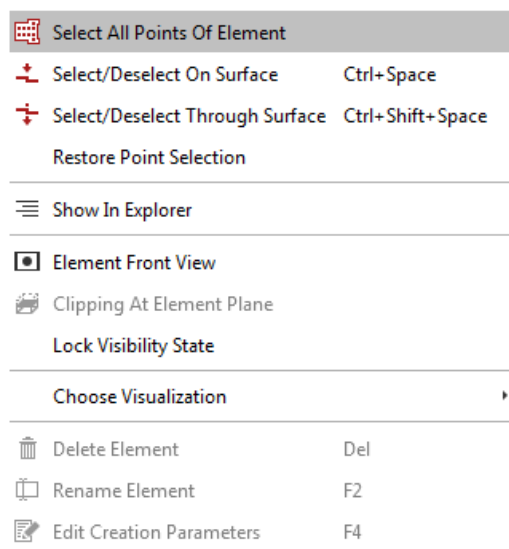 Select All Points Of Element
Select/Deselect On Surface Ctrl+Space
Select/Deselect Through Surface Ctrl+Shift+Space
Restore Point Selection
Show In Explorer
Element Front View
Clipping At Element Plane
Lock Visibility State
Choose Visualization
Delete Element Del
Rename Element F2
Edit Creation Parameters F4